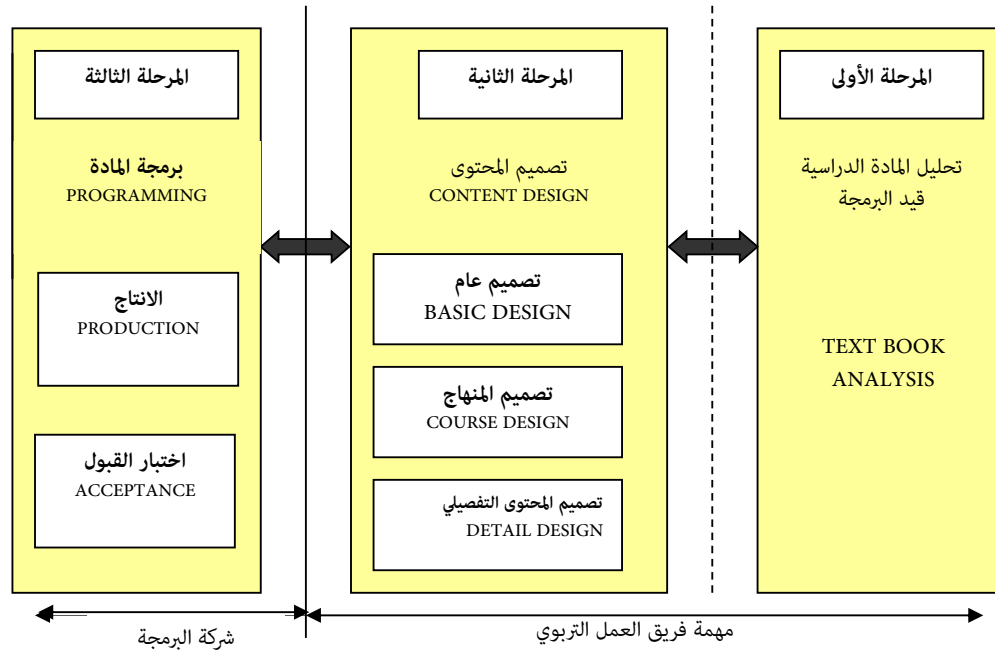 المرحلة الأولى
تحليل المادة الدراسية
قيد البرمجة
TEXT BOOK
ANALYSIS
المرحلة الثانية
تصميم المحتوى
CONTENT DESIGN
تصميم عام
BASIC DESIGN
تصميم المنهاج
COURSE DESIGN
تصميم المحتوى التفصيلي
DETAIL DESIGN
المرحلة الثالثة
برمجة المادة
PROGRAMMING
الانتاج
PRODUCTION
اختبار القبول
ACCEPTANCE
مهمة فريق العمل التربوي
شركة البرمجة